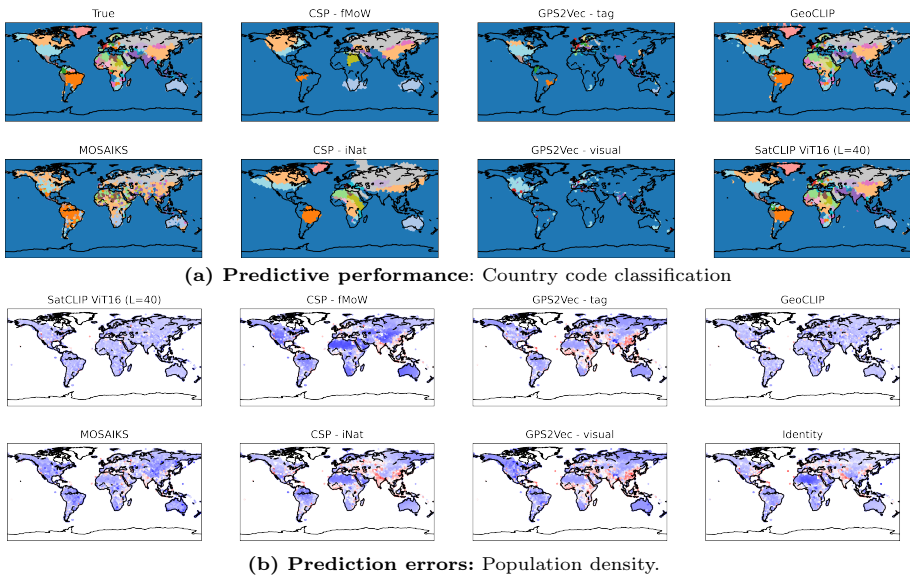 True
CSP - fMoW
GPS2Vec - tag
GeoCLIP
MOSAIKS
CSP - iNat
GPS2Vec - visual
SatCLIP ViT16 (L=40)
(a) Predictive performance: Country code classification
SatCLIP ViT16 (L=40)
CSP - fMoW
GPS2Vec - tag
GeoCLIP
MOSAIKS
CSP - iNat
GPS2Vec - visual
Identity
(b) Prediction errors: Population density.